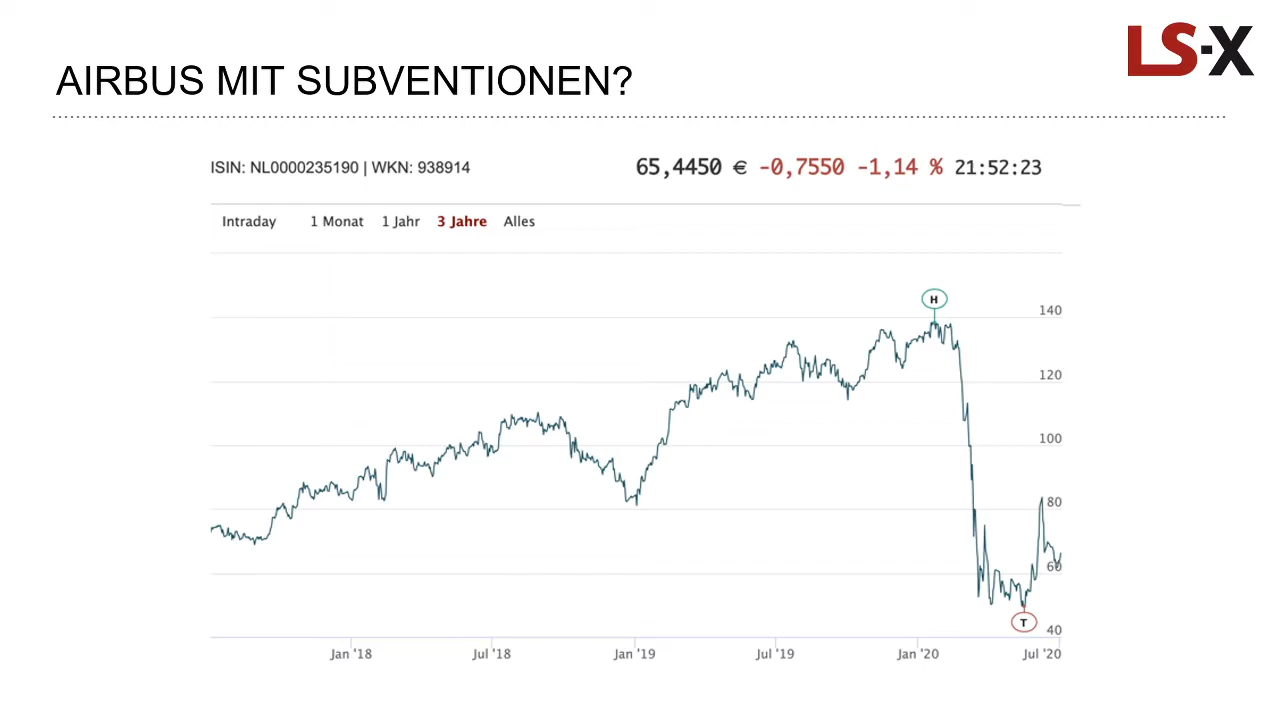 LS-X
AIRBUS MIT SUBVENTIONEN?
ISIN: NL0000235190 | WKN: 938914
65,4450 € -0,7550 -1,14 % 21:52:23
Intraday 1 Monat 1 Jahr 3 Jahre Alles
H
140
120
100
80
60
T
40
Jan '18 Jul '18 Jan '19 Jul '19 Jan '20 Jul '20